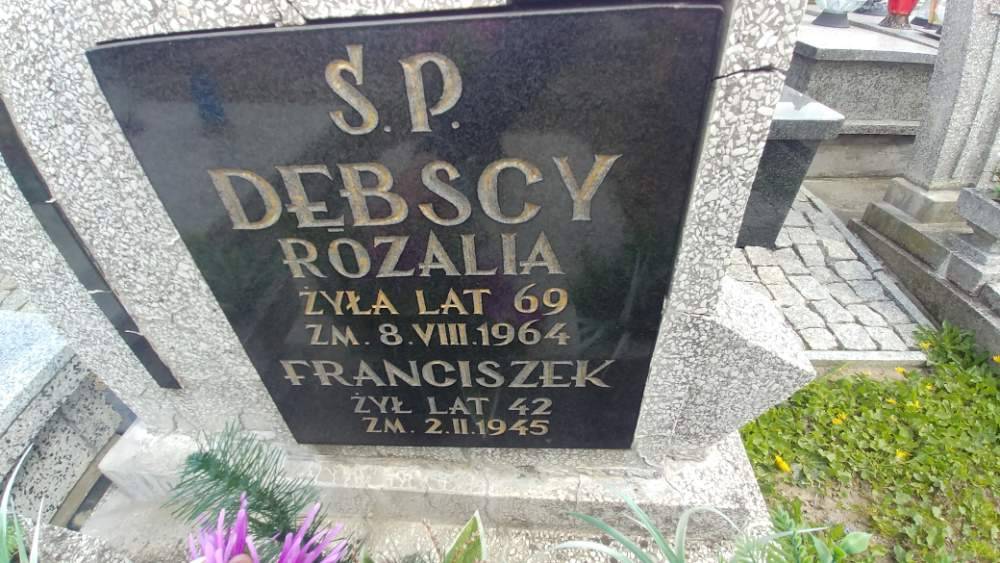 Ś.P.
DĘBSCY
ROZALIA
ŻYŁA LAT 69
ZM. 8.VIII.1964
FRANCISZEK
ŻYŁ LAT 42
ZM. 2.II.1945